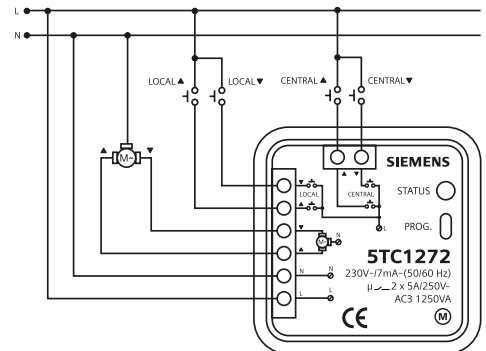 L
N
LOCAL ▲ LOCAL ▼
CENTRAL ▲ CENTRAL ▼
▲ M~ ▼
SIEMENS
▲ ▼
▼ LOCAL CENTRAL
▲
STATUS
L
PROG.
▼ M~ N
▲
5TC1272
N N
230V~/7mA~(50/60 Hz)
L L
µ 2 x 5A/250V~
AC3 1250VA
CE M